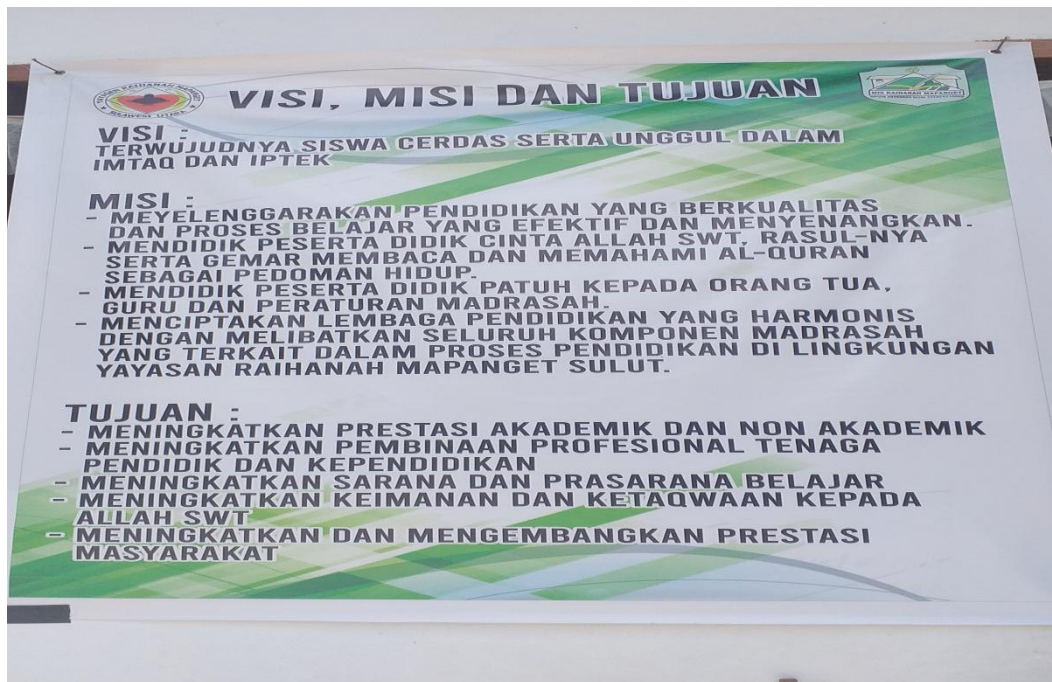 VISI, MISI DAN TUJUAN
VISI :
TERWUJUDNYA SISWA CERDAS SERTA UNGGUL DALAM
IMTAQ DAN IPTEK
MISI :
- MEYELENGGARAKAN PENDIDIKAN YANG BERKUALITAS
DAN PROSES BELAJAR YANG EFEKTIF DAN MENYENANGKAN.
- MENDIDIK PESERTA DIDIK CINTA ALLAH SWT, RASUL-NYA
SERTA GEMAR MEMBACA DAN MEMAHAMI AL-QURAN
SEBAGAI PEDOMAN HIDUP.
- MENDIDIK PESERTA DIDIK PATUH KEPADA ORANG TUA,
GURU DAN PERATURAN MADRASAH.
- MENCIPTAKAN LEMBAGA PENDIDIKAN YANG HARMONIS
DENGAN MELIBATKAN SELURUH KOMPONEN MADRASAH
YANG TERKAIT DALAM PROSES PENDIDIKAN DI LINGKUNGAN
YAYASAN RAIHANAH MAPANGET SULUT.
TUJUAN :
- MENINGKATKAN PRESTASI AKADEMIK DAN NON AKADEMIK
- MENINGKATKAN PEMBINAAN PROFESIONAL TENAGA
PENDIDIK DAN KEPENDIDIKAN
- MENINGKATKAN SARANA DAN PRASARANA BELAJAR
- MENINGKATKAN KEIMANAN DAN KETAQWAAN KEPADA
ALLAH SWT
- MENINGKATKAN DAN MENGEMBANGKAN PRESTASI
MASYARAKAT